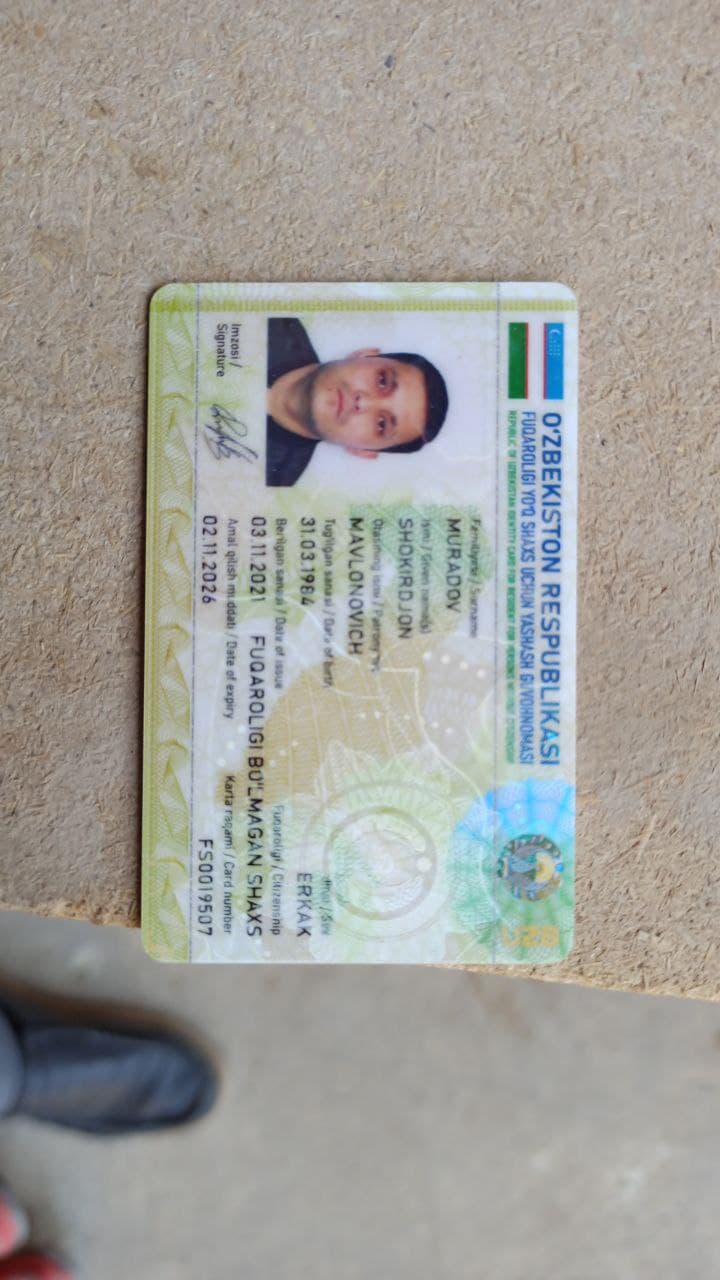 O‘ZBEKISTON RESPUBLIKASI
FUQAROLIGI YO‘Q SHAXS UCHUN YASHASH GUVOHNOMASI
REPUBLIC OF UZBEKISTAN IDENTITY CARD FOR RESIDENT FOR PERSONS WITHOUT CITIZENSHIP
UZB
Familiyasi / Surname
MURADOV
Ismi / Given name(s)
SHOKIRDJON
Otasining ismi / Patronymic
MAVLONOVICH
Tug‘ilgan sanasi / Date of birth
31.03.1984
Jinsi / Sex
ERKAK
Berilgan sanasi / Date of issue
03.11.2021
Fuqaroligi / Citizenship
FUQAROLIGI BO‘LMAGAN SHAXS
Amal qilish muddati / Date of expiry
02.11.2026
Karta raqami / Card number
FS0019507
Imzosi /
Signature